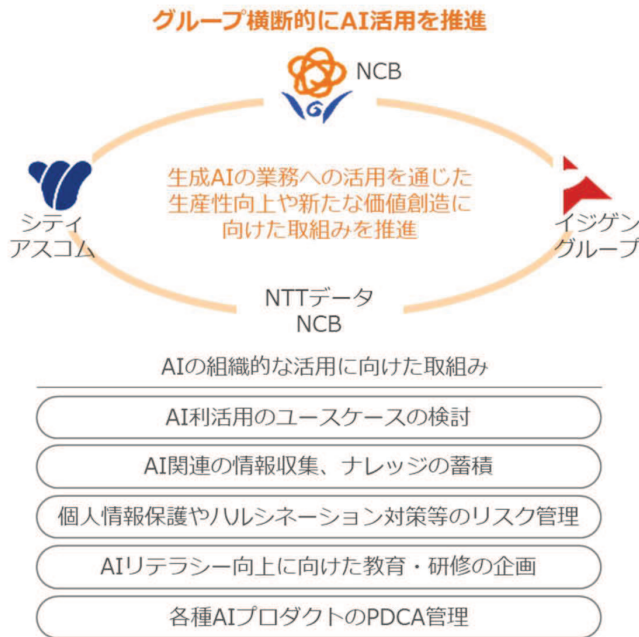 グループ横断的にAI活用を推進
NCB
生成AIの業務への活用を通じた
生産性向上や新たな価値創造に
向けた取組みを推進
シティ
アスコム
イジゲン
グループ
NTTデータ
NCB
AIの組織的な活用に向けた取組み
AI利活用のユースケースの検討
AI関連の情報収集、ナレッジの蓄積
個人情報保護やハルシネーション対策等のリスク管理
AIリテラシー向上に向けた教育・研修の企画
各種AIプロダクトのPDCA管理